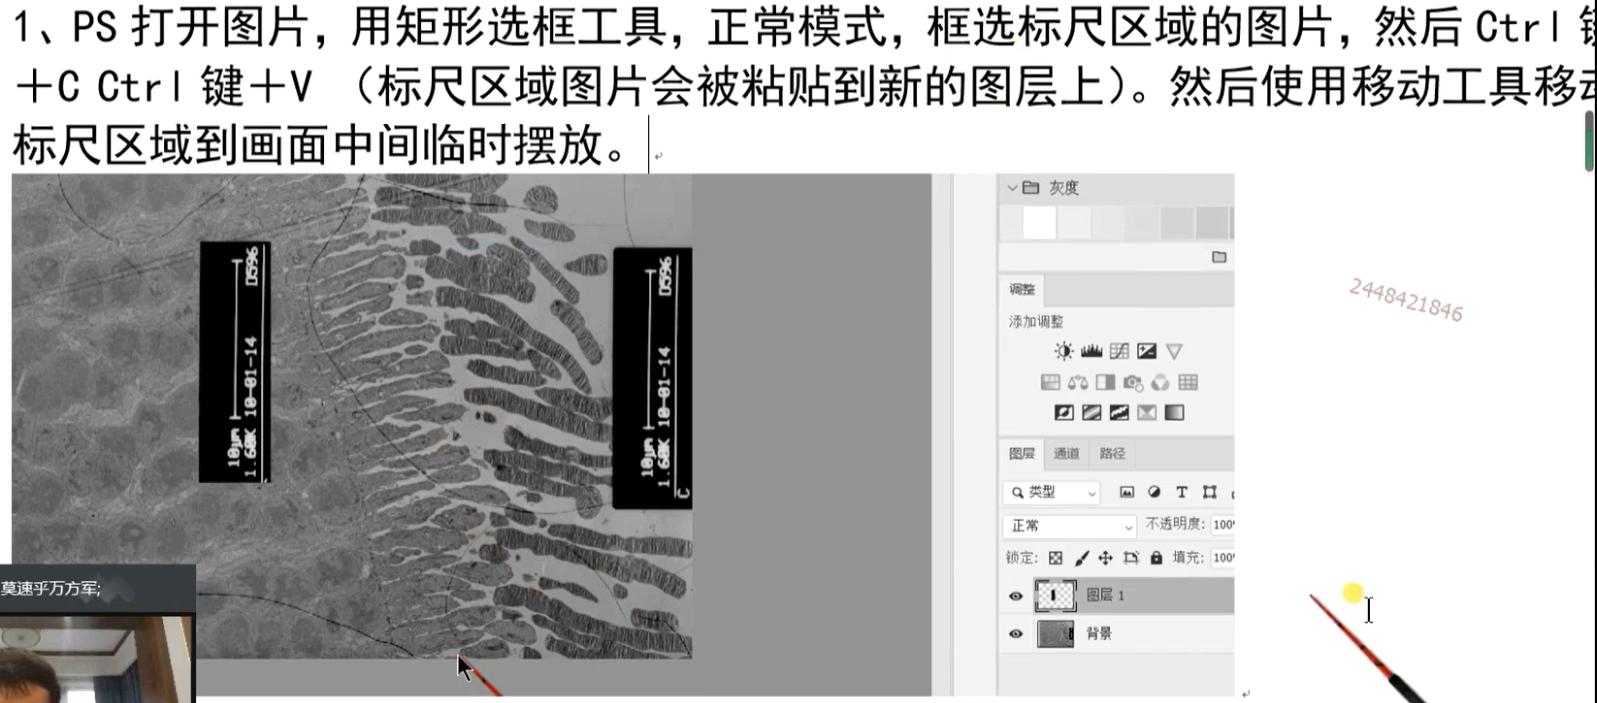 1、PS 打开图片，用矩形选框工具，正常模式，框选标尺区域的图片，然后 Ctrl 键
＋C Ctrl 键＋V （标尺区域图片会被粘贴到新的图层上）。然后使用移动工具移动
标尺区域到画面中间临时摆放。
灰度
D596
10μm
1.60K 10-01-14
D596
10μm
1.60K 10-01-14
C
调整
添加调整
2448421846
图层 通道 路径
类型
正常 不透明度: 100%
锁定: 填充: 100%
图层 1
背景
莫速乎万方军;